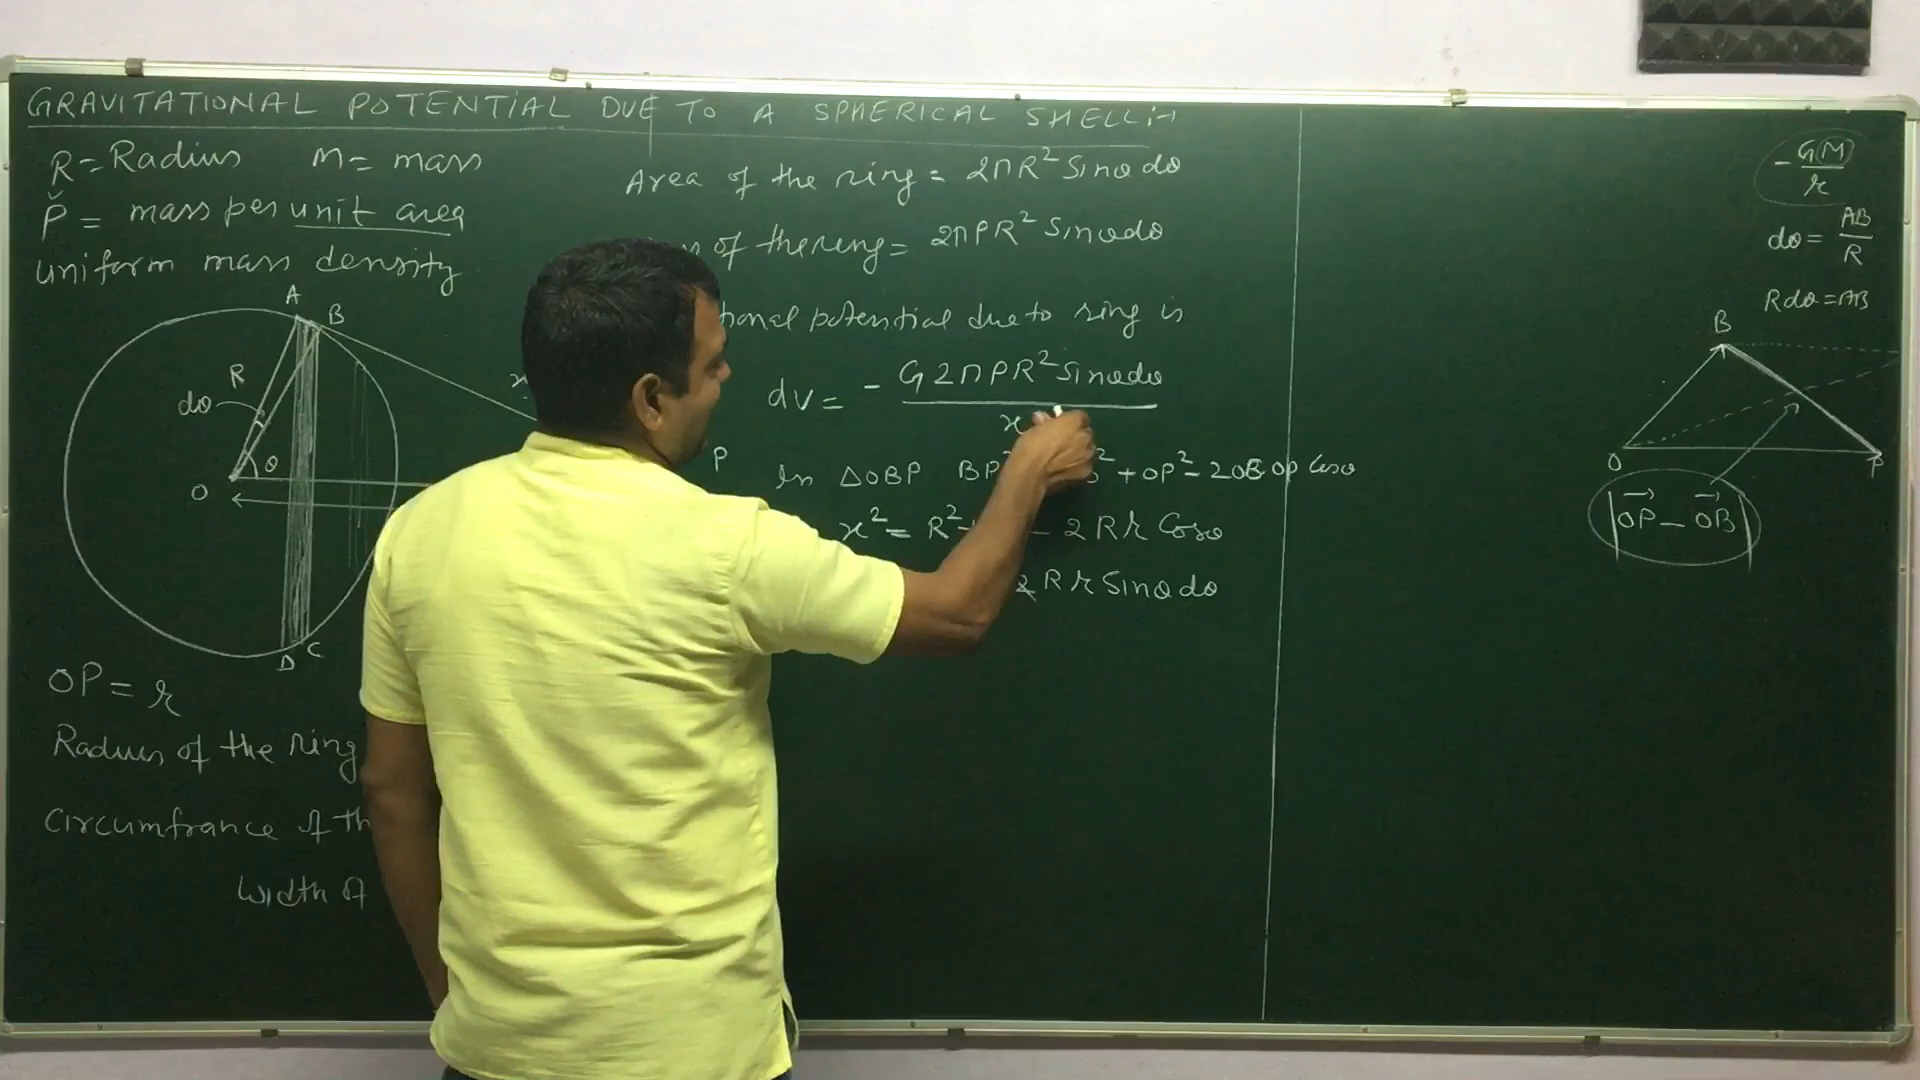 GRAVITATIONAL POTENTIAL DUE TO A SPHERICAL SHELL:-
R = Radius M = mass
ρ = mass per unit area
uniform mass density
A
B
R
dθ
θ
O
P
D C
OP = r
Radius of the ring
Circumfrance of th
Width of
Area of the ring = 2πR² Sinθ dθ
of the ring = 2πρR² Sinθdθ
tional potential due to ring is
dV = - G2πρR² Sinθdθ
x
In ΔOBP BP² ² + OP² - 2OB OP Cosθ
x² = R² - 2Rr Cosθ
2Rr Sinθdθ
- GM
r
dθ = AB
R
Rdθ = AB
B
O
P
|OP⃗ - OB⃗|